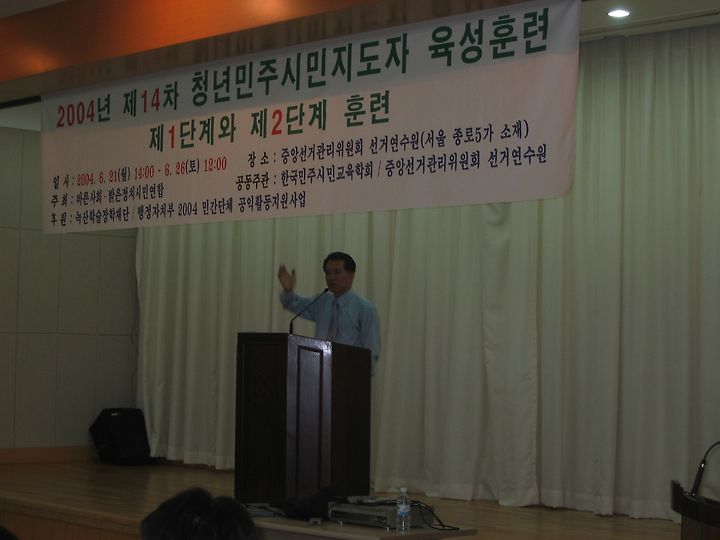 2004년 제14차 청년민주시민지도자 육성훈련
제1단계와 제2단계 훈련
일 시 : 2004. 6. 21(월) 14:00 - 6. 26(토) 12:00 장 소 : 중앙선거관리위원회 선거연수원(서울 종로5가 소재)
주 최 : 바른사회·밝은정치시민연합 공동주관 : 한국민주시민교육학회 / 중앙선거관리위원회 선거연수원
후 원 : 녹산학술장학재단 / 행정자치부 2004 민간단체 공익활동지원사업